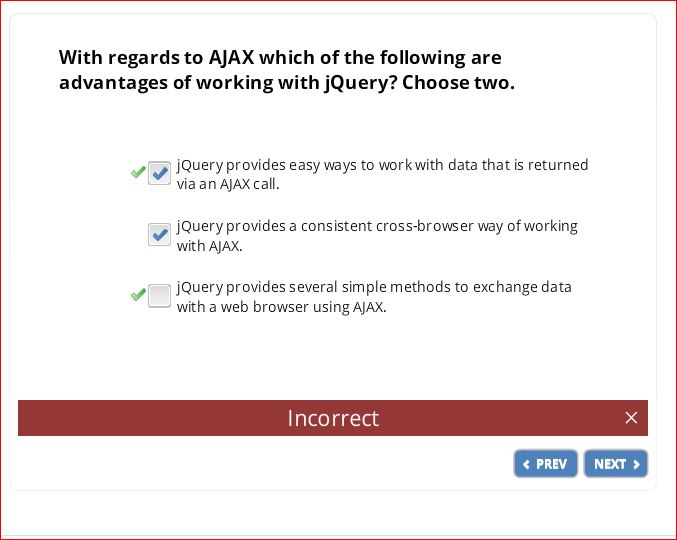 With regards to AJAX which of the following are
advantages of working with jQuery? Choose two.
jQuery provides easy ways to work with data that is returned
via an AJAX call.
jQuery provides a consistent cross-browser way of working
with AJAX.
jQuery provides several simple methods to exchange data
with a web browser using AJAX.
Incorrect
PREV
NEXT